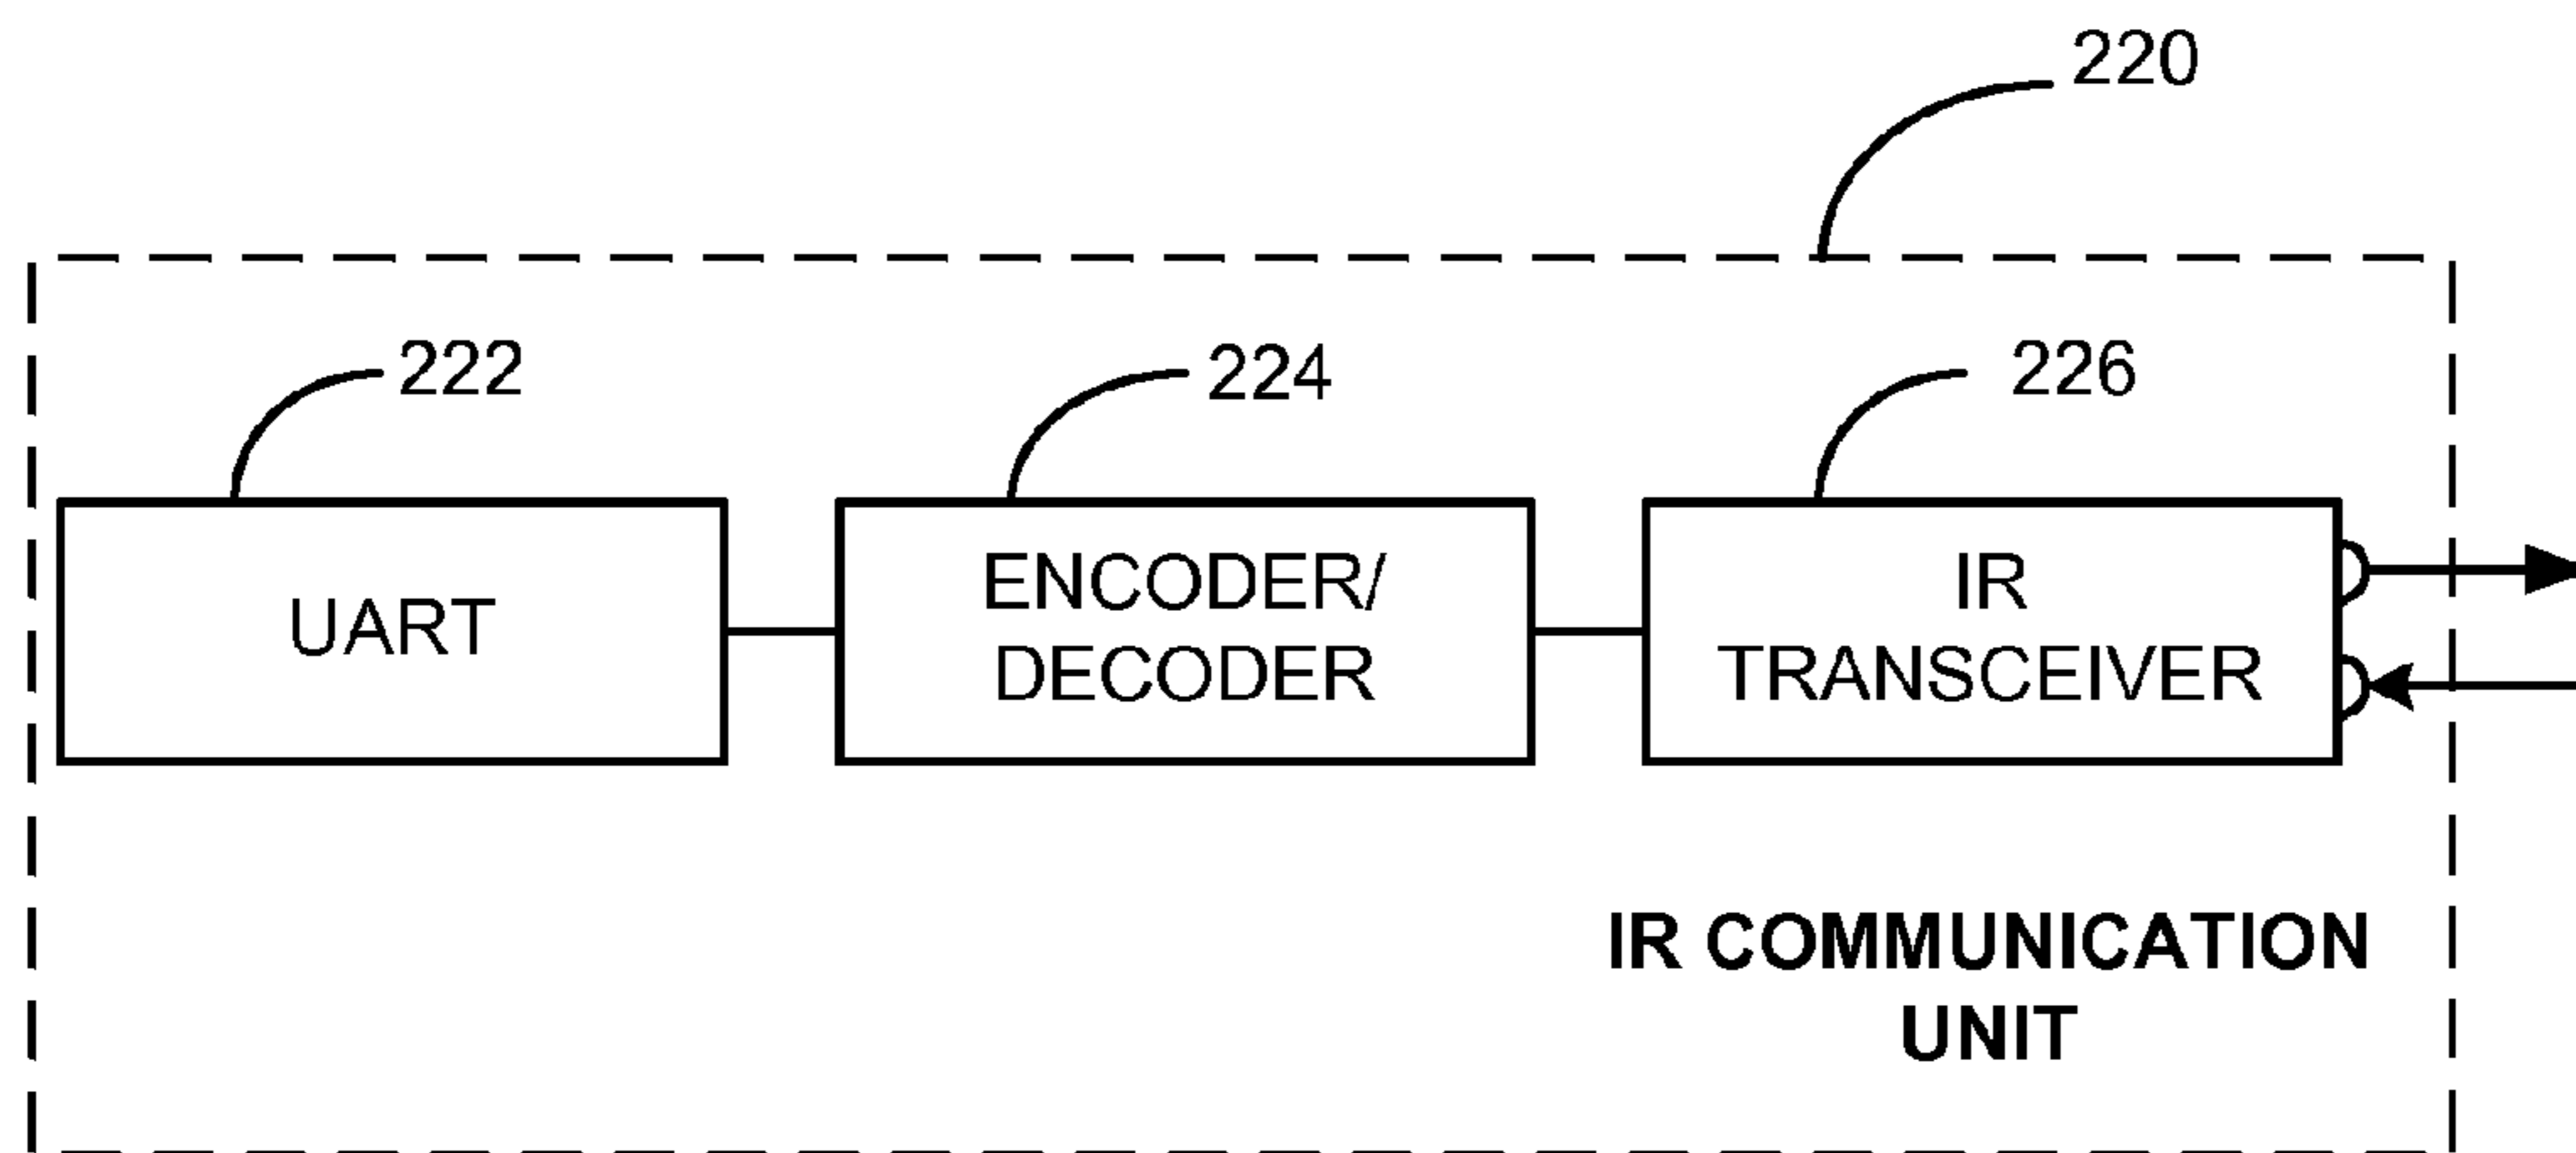 220
222
224
226
UART
ENCODER/
DECODER
IR
TRANSCEIVER
IR COMMUNICATION
UNIT